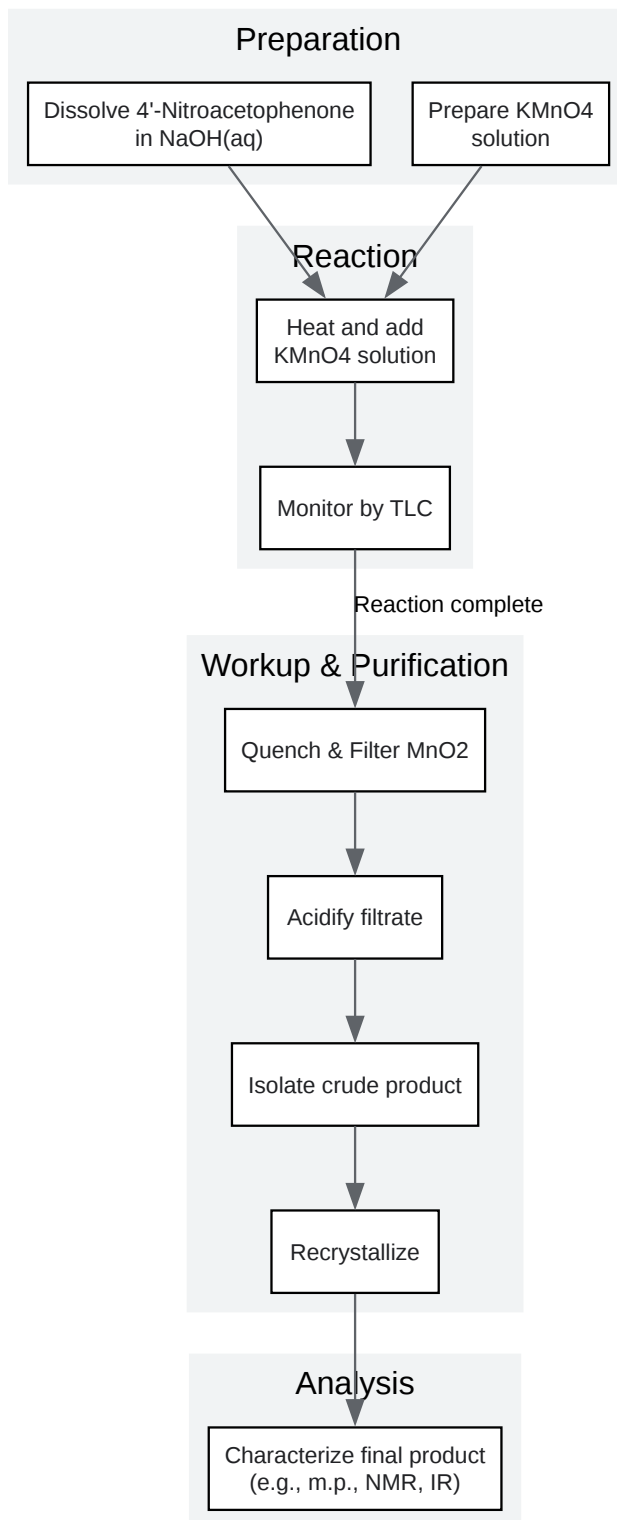 Preparation
Dissolve 4'-Nitroacetophenone
in NaOH(aq)
Prepare KMnO4
solution
Reaction
Heat and add
KMnO4 solution
Monitor by TLC
Reaction complete
Workup & Purification
Quench & Filter MnO2
Acidify filtrate
Isolate crude product
Recrystallize
Analysis
Characterize final product
(e.g., m.p., NMR, IR)